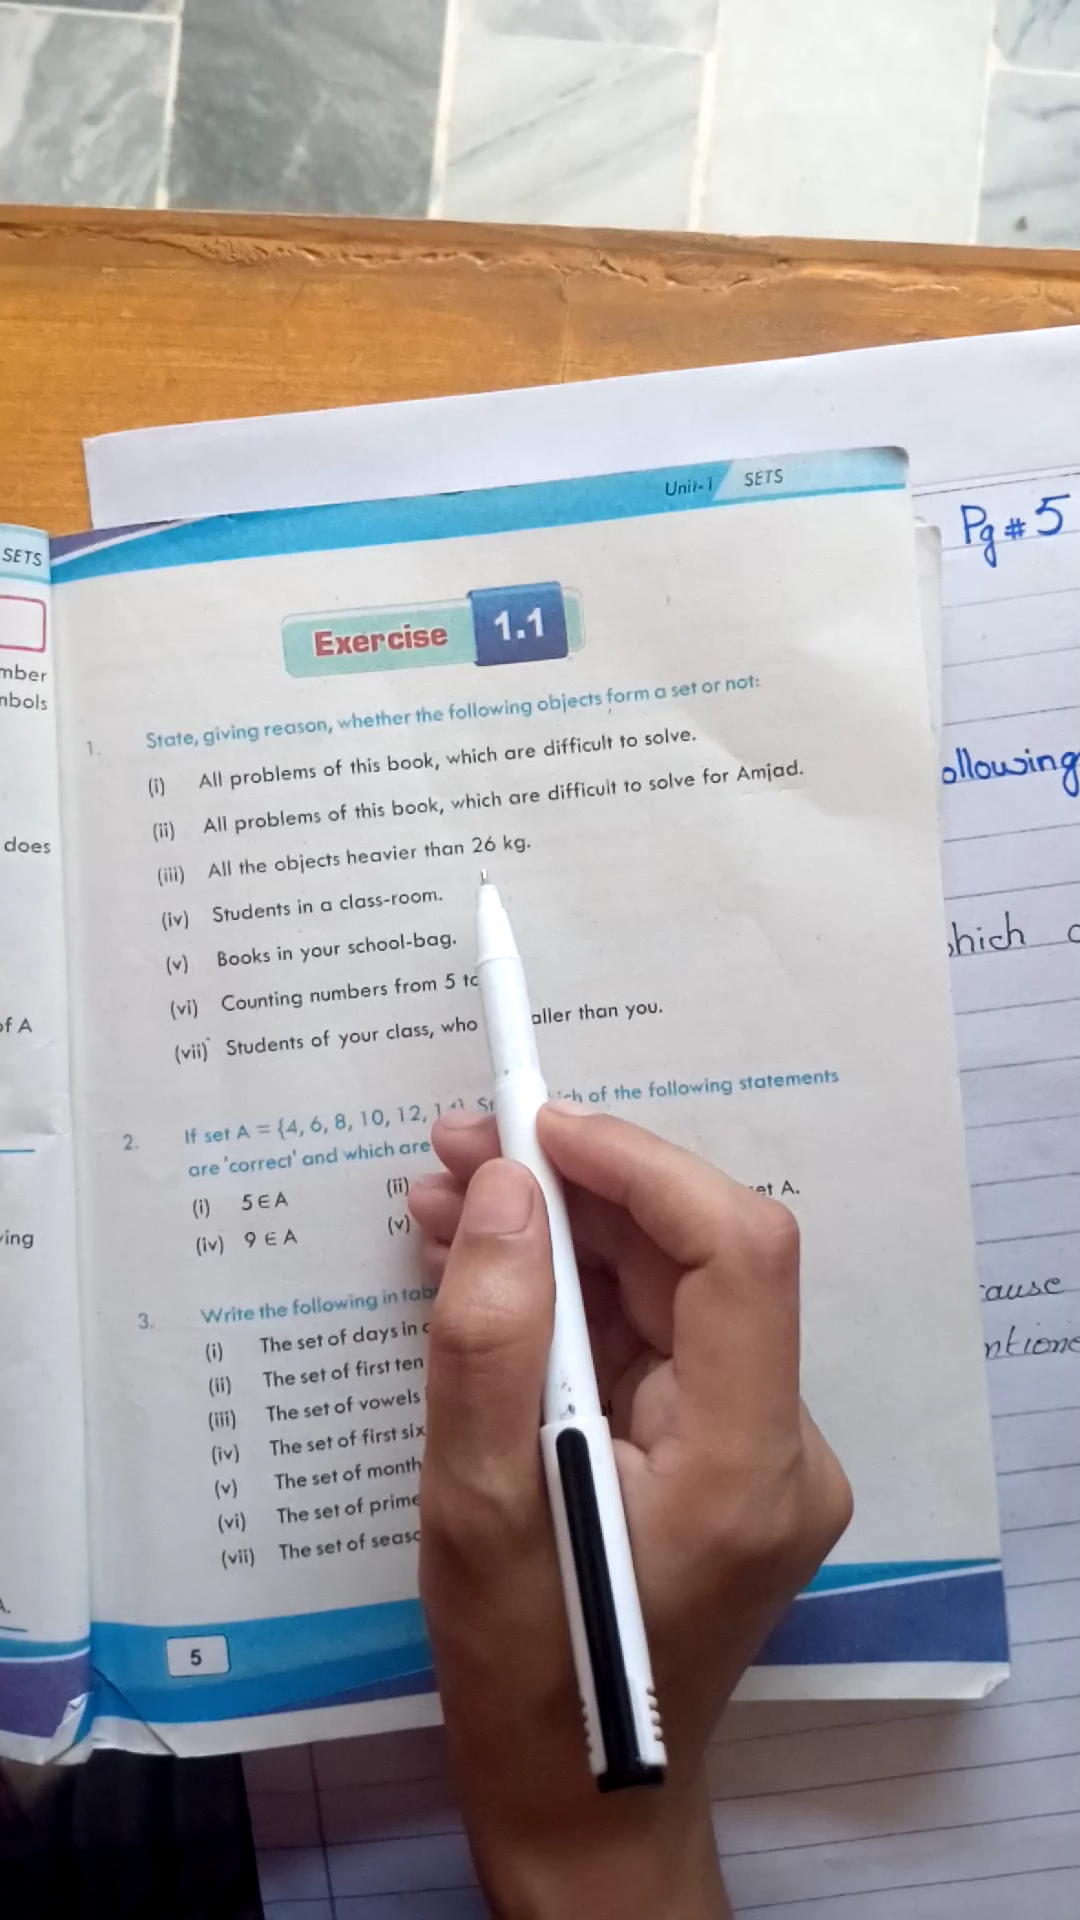 SETS
mber
nbols
does
of A
ving
A.
Unit-1 SETS
Exercise 1.1
1. State, giving reason, whether the following objects form a set or not:
(i) All problems of this book, which are difficult to solve.
(ii) All problems of this book, which are difficult to solve for Amjad.
(iii) All the objects heavier than 26 kg.
(iv) Students in a class-room.
(v) Books in your school-bag.
(vi) Counting numbers from 5
(vii) Students of your class, who aller than you.
2. If set A = {4, 6, 8, 10, 12, of the following statements
are 'correct' and which are
(i) 5 ∈ A (ii) et A.
(iv) 9 ∈ A (v)
3. Write the following in tab
(i) The set of days in
(ii) The set of first ten
(iii) The set of vowels
(iv) The set of first six
(v) The set of month
(vi) The set of prime
(vii) The set of seas
5
Pg # 5
ollowing
hich
cause
ntione